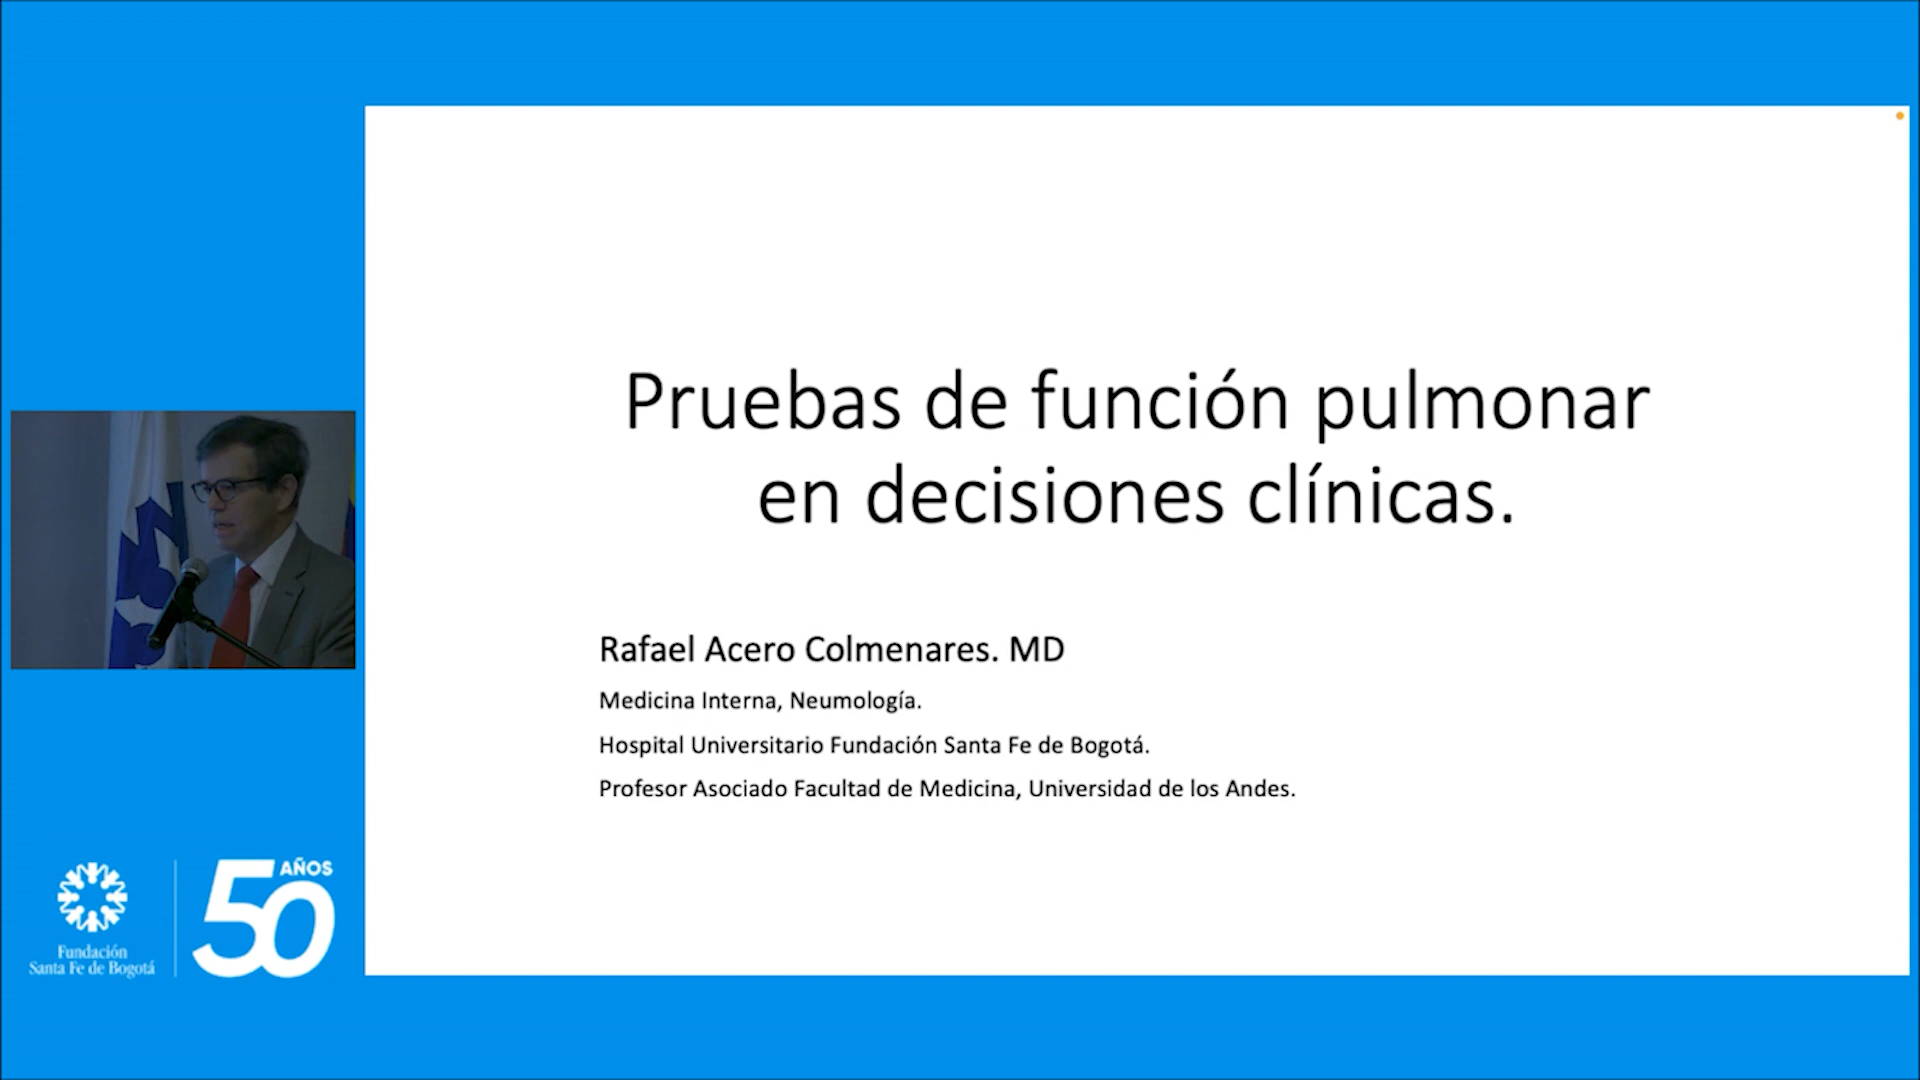 Pruebas de función pulmonar
en decisiones clínicas.
Rafael Acero Colmenares. MD
Medicina Interna, Neumología.
Hospital Universitario Fundación Santa Fe de Bogotá.
Profesor Asociado Facultad de Medicina, Universidad de los Andes.
Fundación
Santa Fe de Bogotá
50 AÑOS